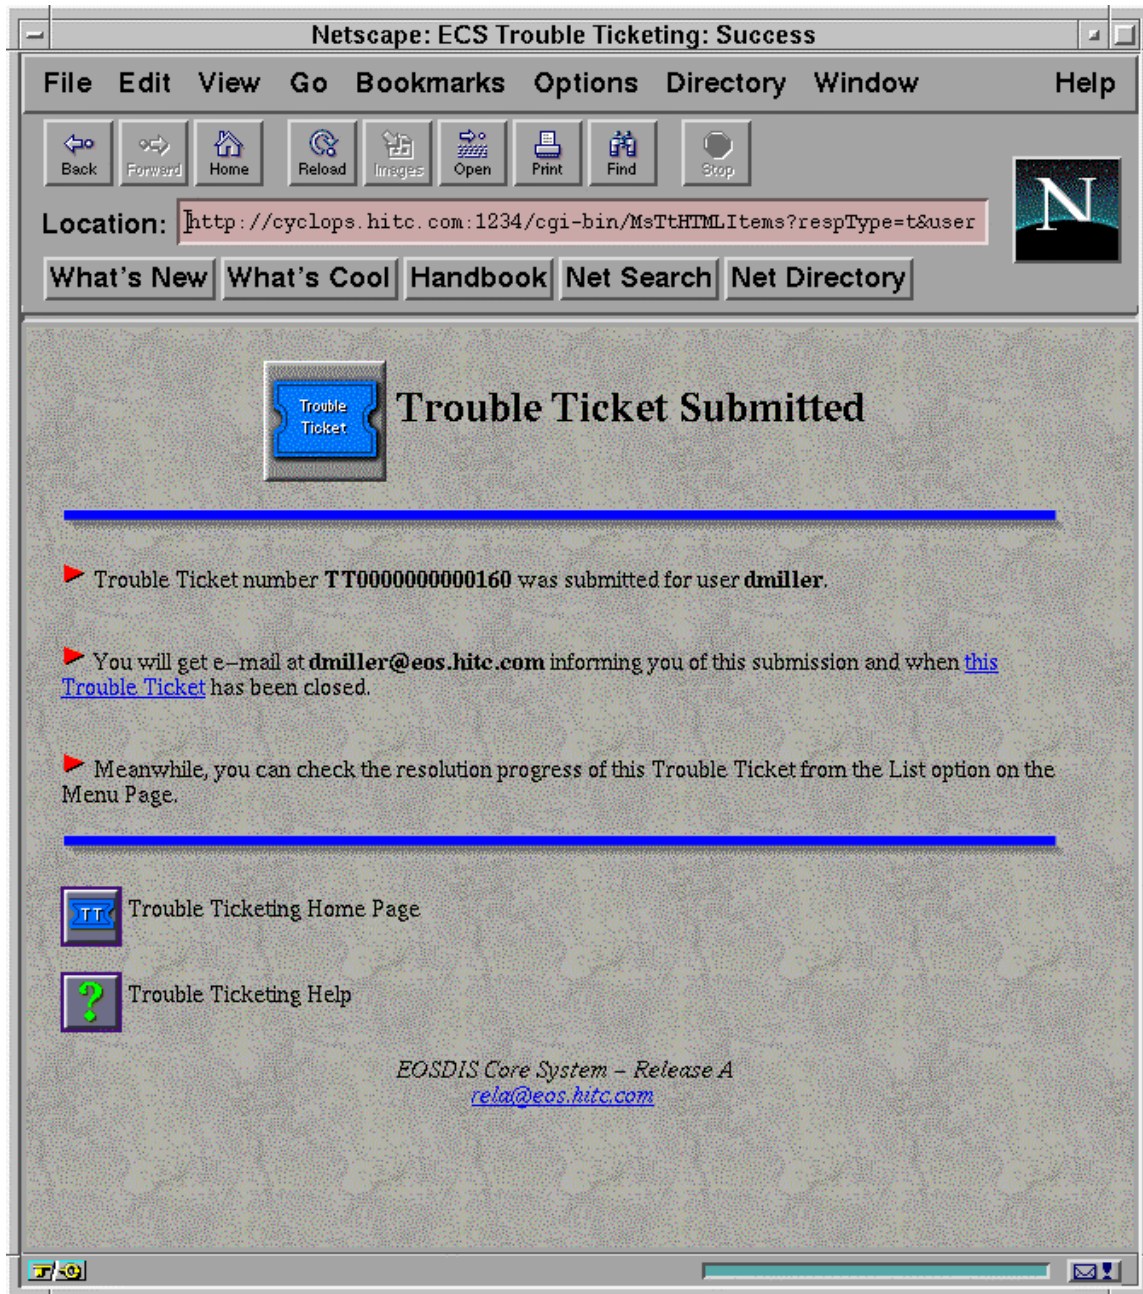 Netscape: ECS Trouble Ticketing: Success
File Edit View Go Bookmarks Options Directory Window Help
Back Forward Home Reload Images Open Print Find Stop
Location: http://cyclops.hitc.com:1234/cgi-bin/MsTtHTMLItems?respType=t&user
N
What's New What's Cool Handbook Net Search Net Directory
Trouble
Ticket
Trouble Ticket Submitted
Trouble Ticket number TT0000000000160 was submitted for user dmiller.
You will get e-mail at dmiller@eos.hitc.com informing you of this submission and when this
Trouble Ticket has been closed.
Meanwhile, you can check the resolution progress of this Trouble Ticket from the List option on the
Menu Page.
TT Trouble Ticketing Home Page
? Trouble Ticketing Help
EOSDIS Core System – Release A
rela@eos.hitc.com